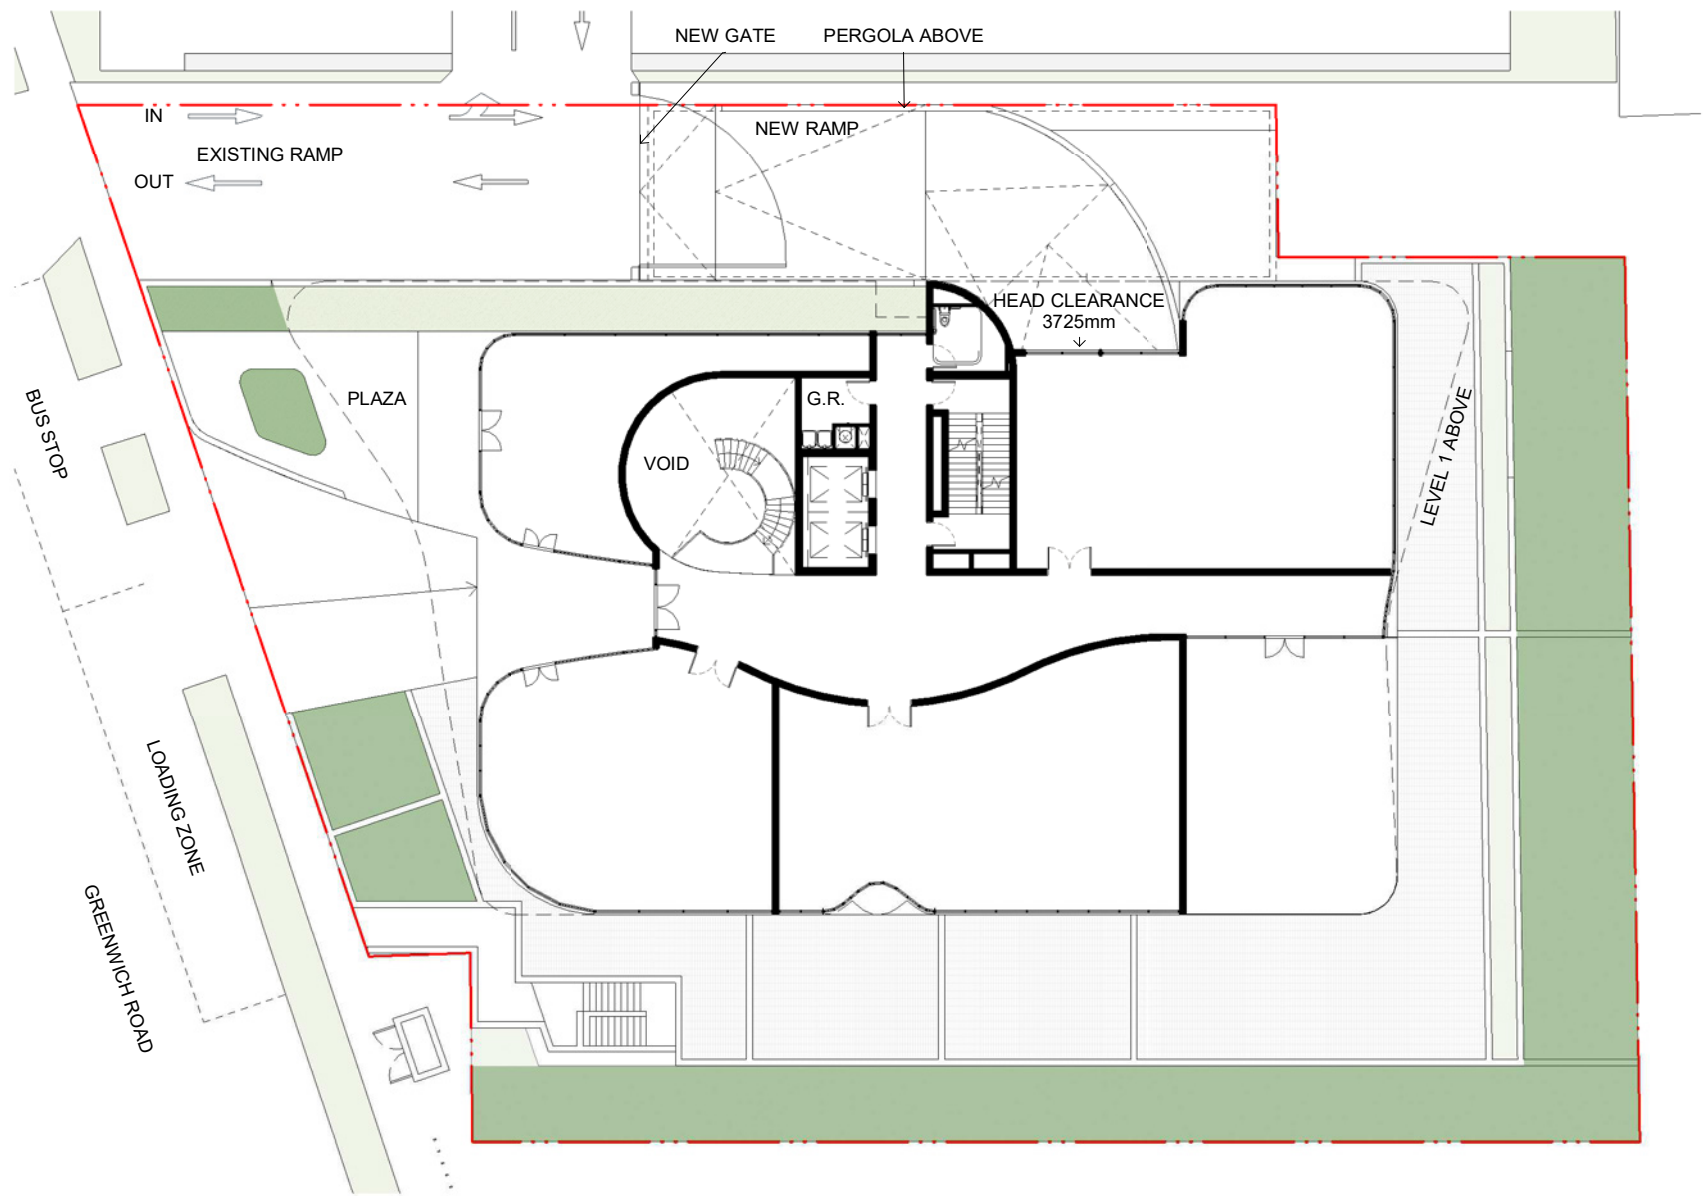 NEW GATE
PERGOLA ABOVE
IN
NEW RAMP
EXISTING RAMP
OUT
HEAD CLEARANCE
3725mm
PLAZA
G.R.
BUS STOP
VOID
LEVEL 1 ABOVE
LOADING ZONE
GREENWICH ROAD